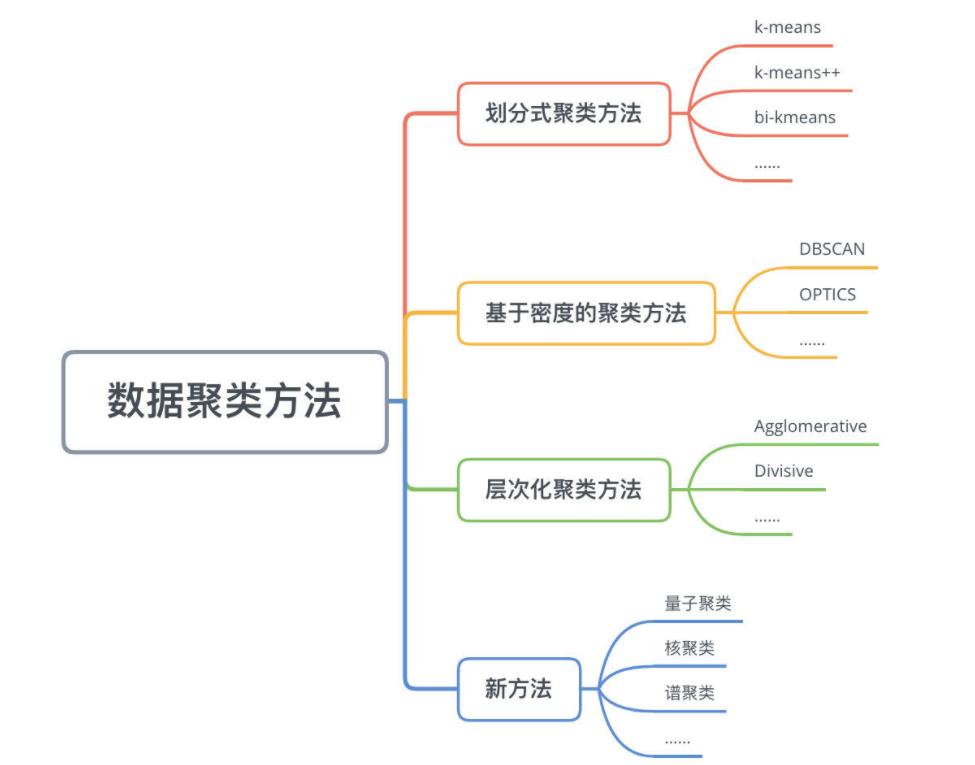 数据聚类方法
划分式聚类方法
k-means
k-means++
bi-kmeans
......
基于密度的聚类方法
DBSCAN
OPTICS
......
层次化聚类方法
Agglomerative
Divisive
......
新方法
量子聚类
核聚类
谱聚类
......